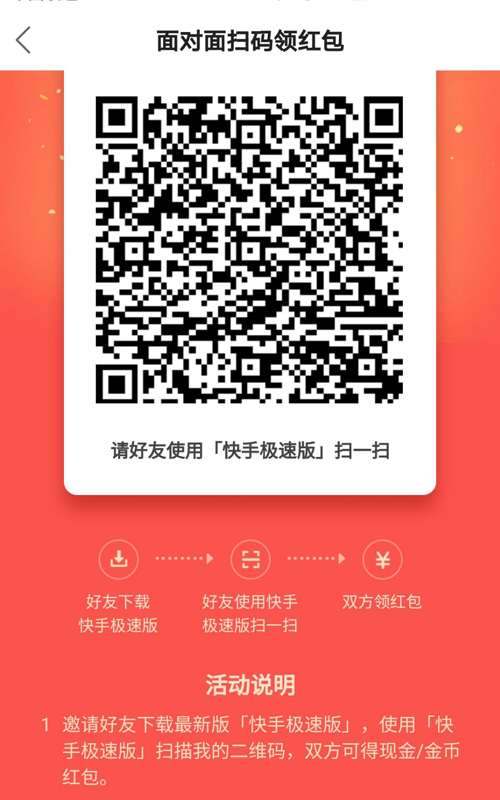 面对面扫码领红包
请好友使用「快手极速版」扫一扫
好友下载
快手极速版
好友使用快手
极速版扫一扫
双方领红包
活动说明
1 邀请好友下载最新版「快手极速版」，使用「快
手极速版」扫描我的二维码，双方可得现金/金币
红包。